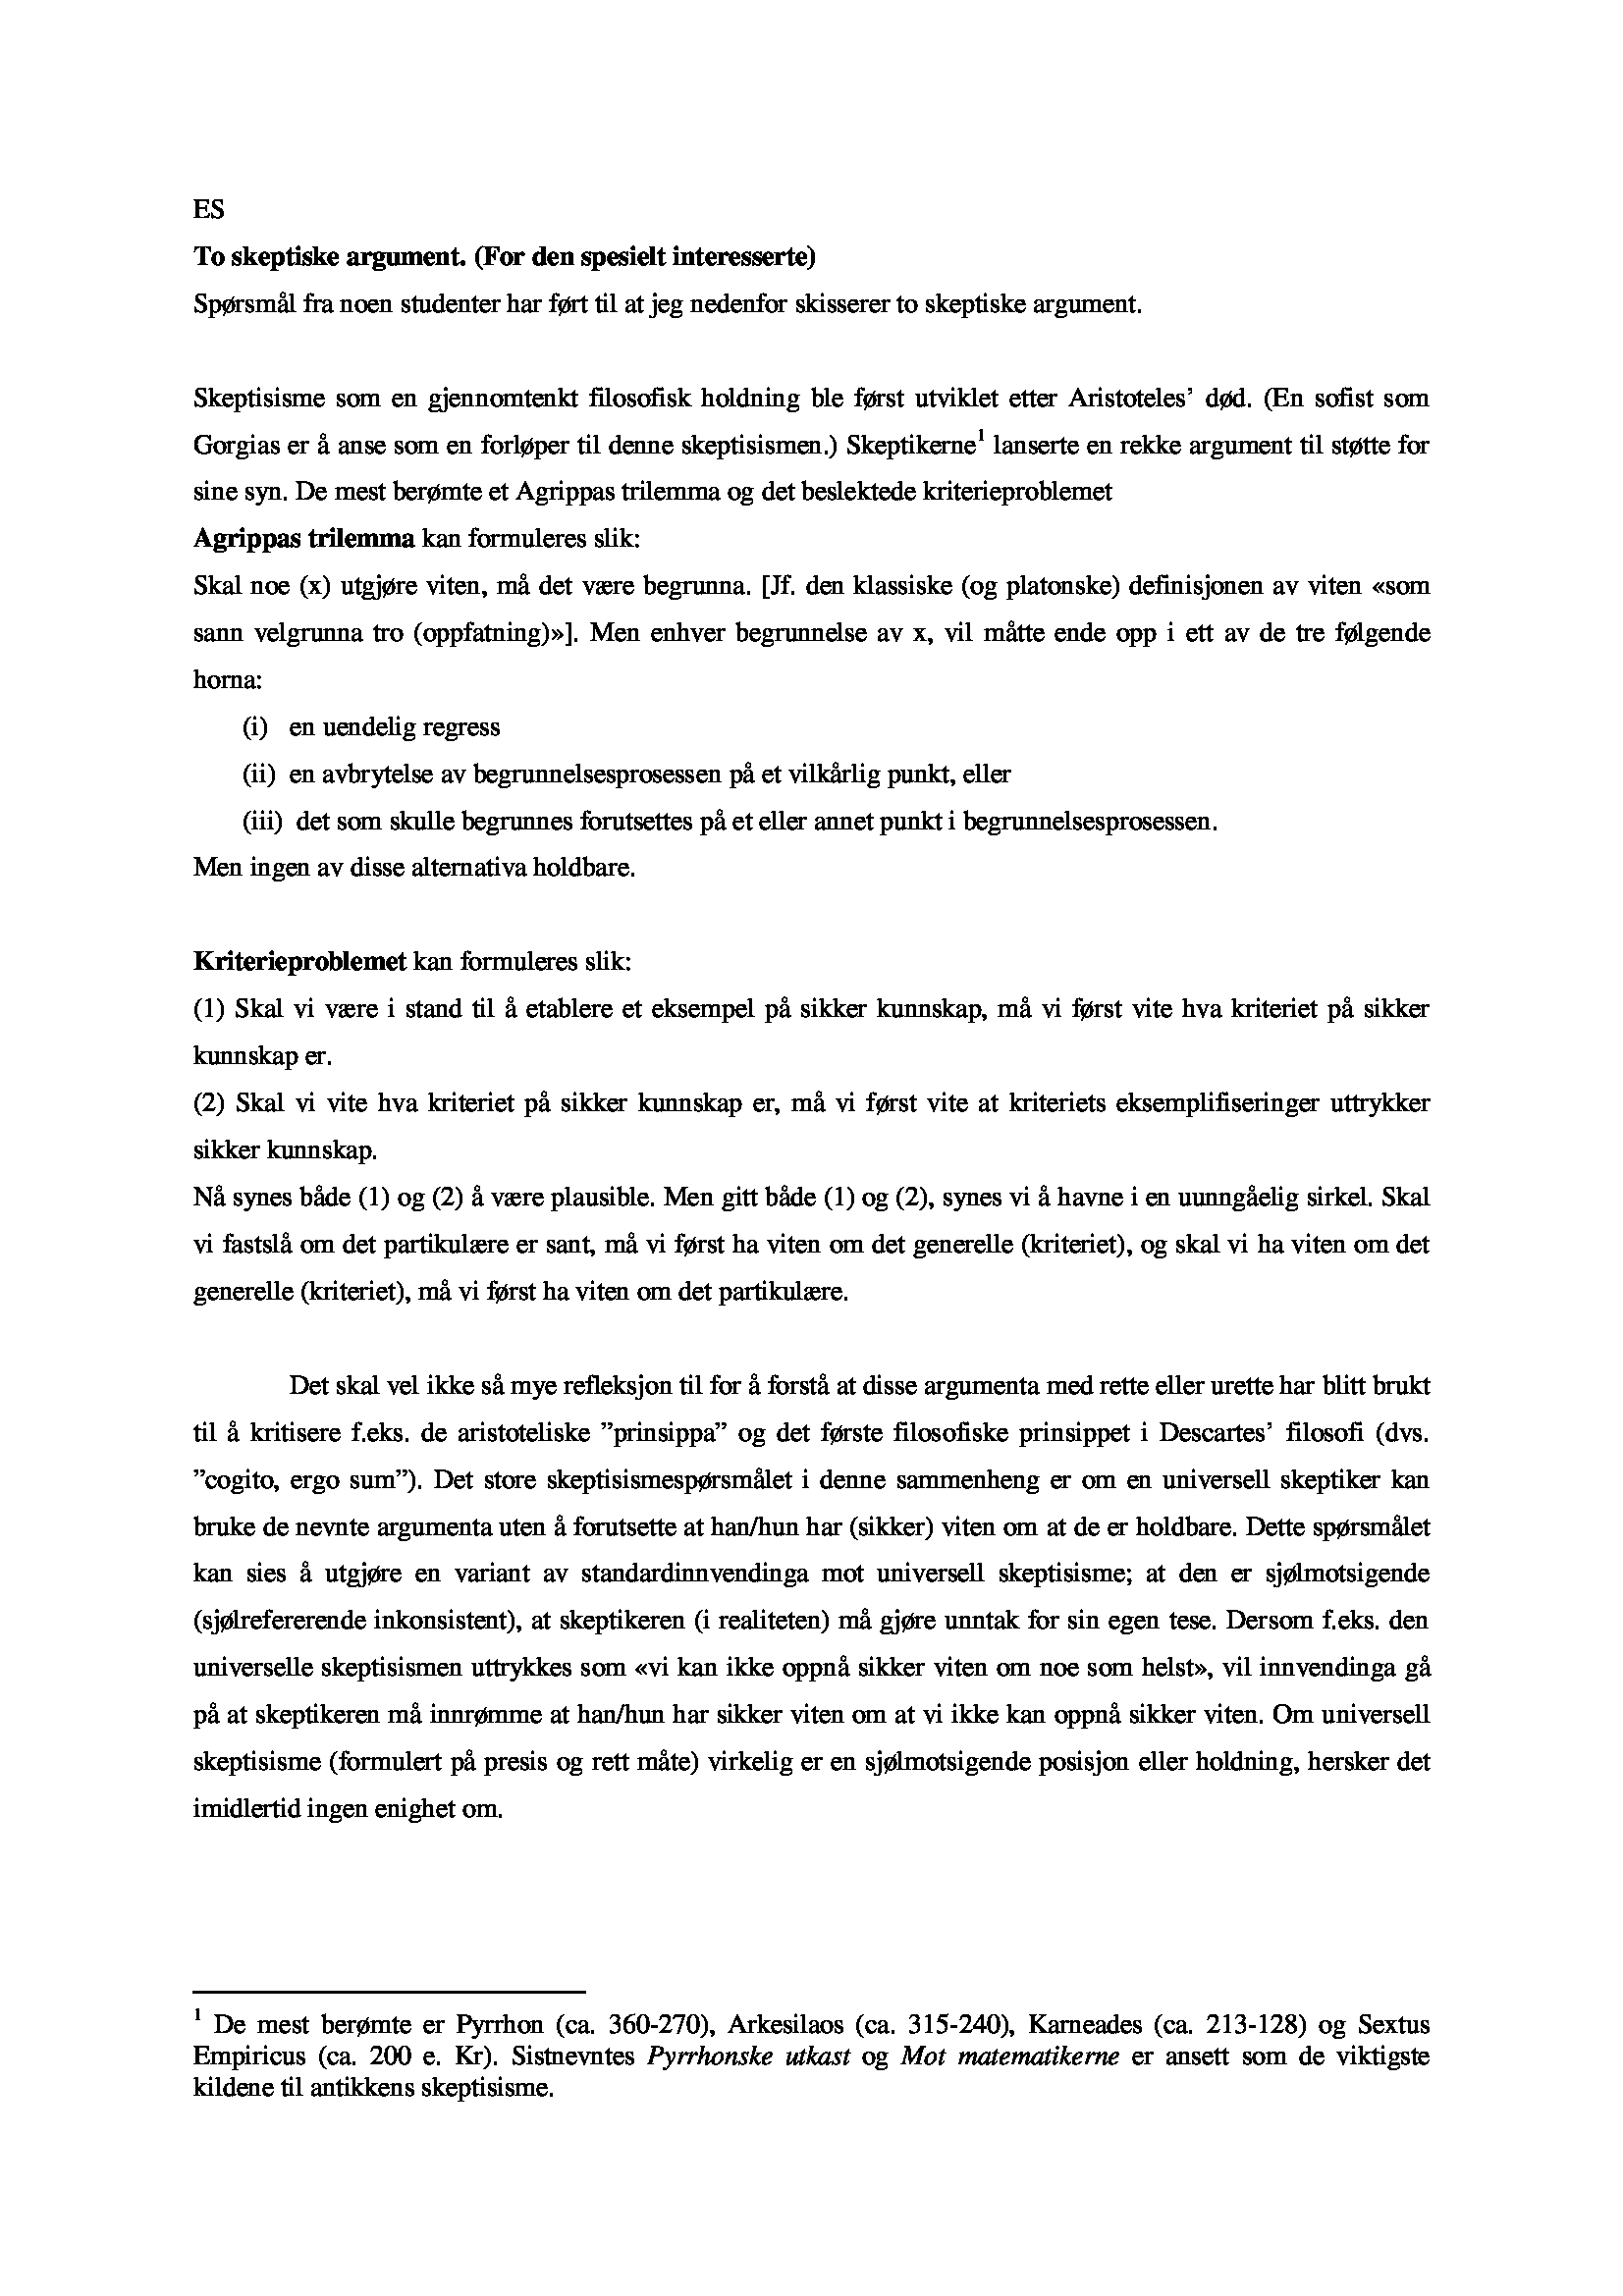 ES
To skeptiske argument. (For den spesielt interesserte)
Spørsmål fra noen studenter har ført til at jeg nedenfor skisserer to skeptiske argument.
Skeptisisme som en gjennomtenkt filosofisk holdning ble først utviklet etter Aristoteles’ død. (En sofist som
Gorgias er å anse som en forløper til denne skeptisismen.) Skeptikerne¹ lanserte en rekke argument til støtte for
sine syn. De mest berømte et Agrippas trilemma og det beslektede kriterieproblemet
Agrippas trilemma kan formuleres slik:
Skal noe (x) utgjøre viten, må det være begrunna. [Jf. den klassiske (og platonske) definisjonen av viten «som
sann velgrunna tro (oppfatning)»]. Men enhver begrunnelse av x, vil måtte ende opp i ett av de tre følgende
horna:
(i) en uendelig regress
(ii) en avbrytelse av begrunnelsesprosessen på et vilkårlig punkt, eller
(iii) det som skulle begrunnes forutsettes på et eller annet punkt i begrunnelsesprosessen.
Men ingen av disse alternativa holdbare.
Kriterieproblemet kan formuleres slik:
(1) Skal vi være i stand til å etablere et eksempel på sikker kunnskap, må vi først vite hva kriteriet på sikker
kunnskap er.
(2) Skal vi vite hva kriteriet på sikker kunnskap er, må vi først vite at kriteriets eksemplifiseringer uttrykker
sikker kunnskap.
Nå synes både (1) og (2) å være plausible. Men gitt både (1) og (2), synes vi å havne i en uunngåelig sirkel. Skal
vi fastslå om det partikulære er sant, må vi først ha viten om det generelle (kriteriet), og skal vi ha viten om det
generelle (kriteriet), må vi først ha viten om det partikulære.
Det skal vel ikke så mye refleksjon til for å forstå at disse argumenta med rette eller urette har blitt brukt
til å kritisere f.eks. de aristoteliske ”prinsippa” og det første filosofiske prinsippet i Descartes’ filosofi (dvs.
”cogito, ergo sum”). Det store skeptisismespørsmålet i denne sammenheng er om en universell skeptiker kan
bruke de nevnte argumenta uten å forutsette at han/hun har (sikker) viten om at de er holdbare. Dette spørsmålet
kan sies å utgjøre en variant av standardinnvendinga mot universell skeptisisme; at den er sjølmotsigende
(sjølrefererende inkonsistent), at skeptikeren (i realiteten) må gjøre unntak for sin egen tese. Dersom f.eks. den
universelle skeptisismen uttrykkes som «vi kan ikke oppnå sikker viten om noe som helst», vil innvendinga gå
på at skeptikeren må innrømme at han/hun har sikker viten om at vi ikke kan oppnå sikker viten. Om universell
skeptisisme (formulert på presis og rett måte) virkelig er en sjølmotsigende posisjon eller holdning, hersker det
imidlertid ingen enighet om.
¹ De mest berømte er Pyrrhon (ca. 360-270), Arkesilaos (ca. 315-240), Karneades (ca. 213-128) og Sextus
Empiricus (ca. 200 e. Kr). Sistnevntes Pyrrhonske utkast og Mot matematikerne er ansett som de viktigste
kildene til antikkens skeptisisme.